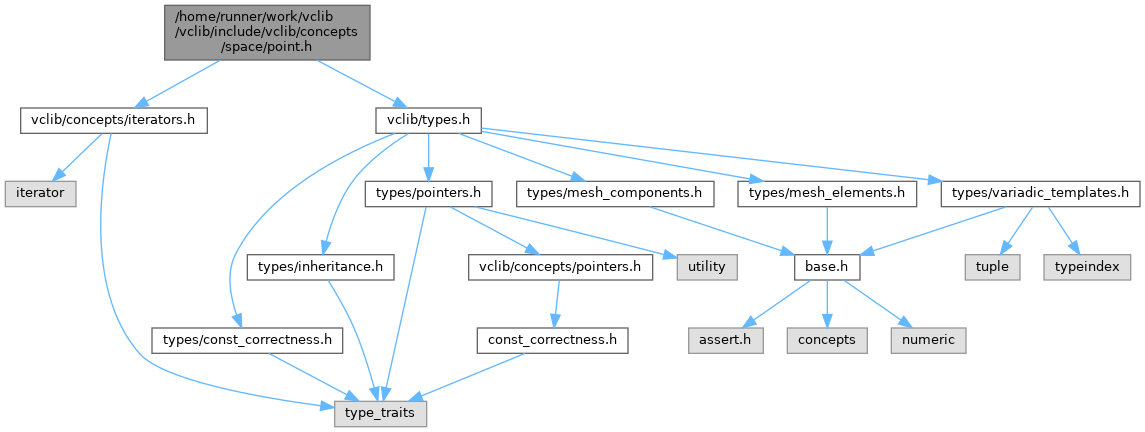 /home/runner/work/vclib
/vclib/include/vclib/concepts
/space/point.h
vclib/concepts/iterators.h
vclib/types.h
iterator
types/pointers.h
types/mesh_components.h
types/mesh_elements.h
types/variadic_templates.h
types/inheritance.h
vclib/concepts/pointers.h
utility
base.h
tuple
typeindex
types/const_correctness.h
const_correctness.h
assert.h
concepts
numeric
type_traits